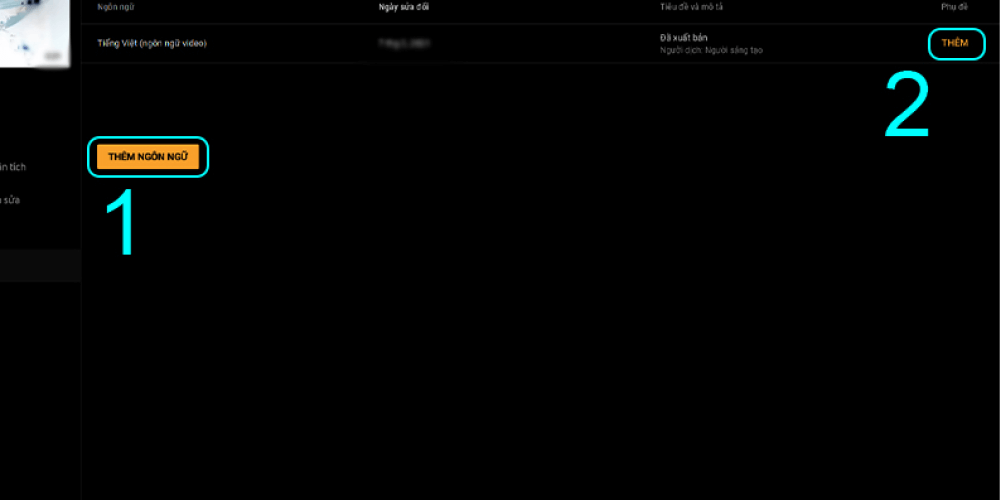 Ngôn ngữ
Ngày sửa đổi
Tiêu đề và mô tả
Phụ đề
Tiếng Việt (ngôn ngữ video)
Đã xuất bản
Người dịch: Người sáng tạo
THÊM
2
THÊM NGÔN NGỮ
1
tích
sửa